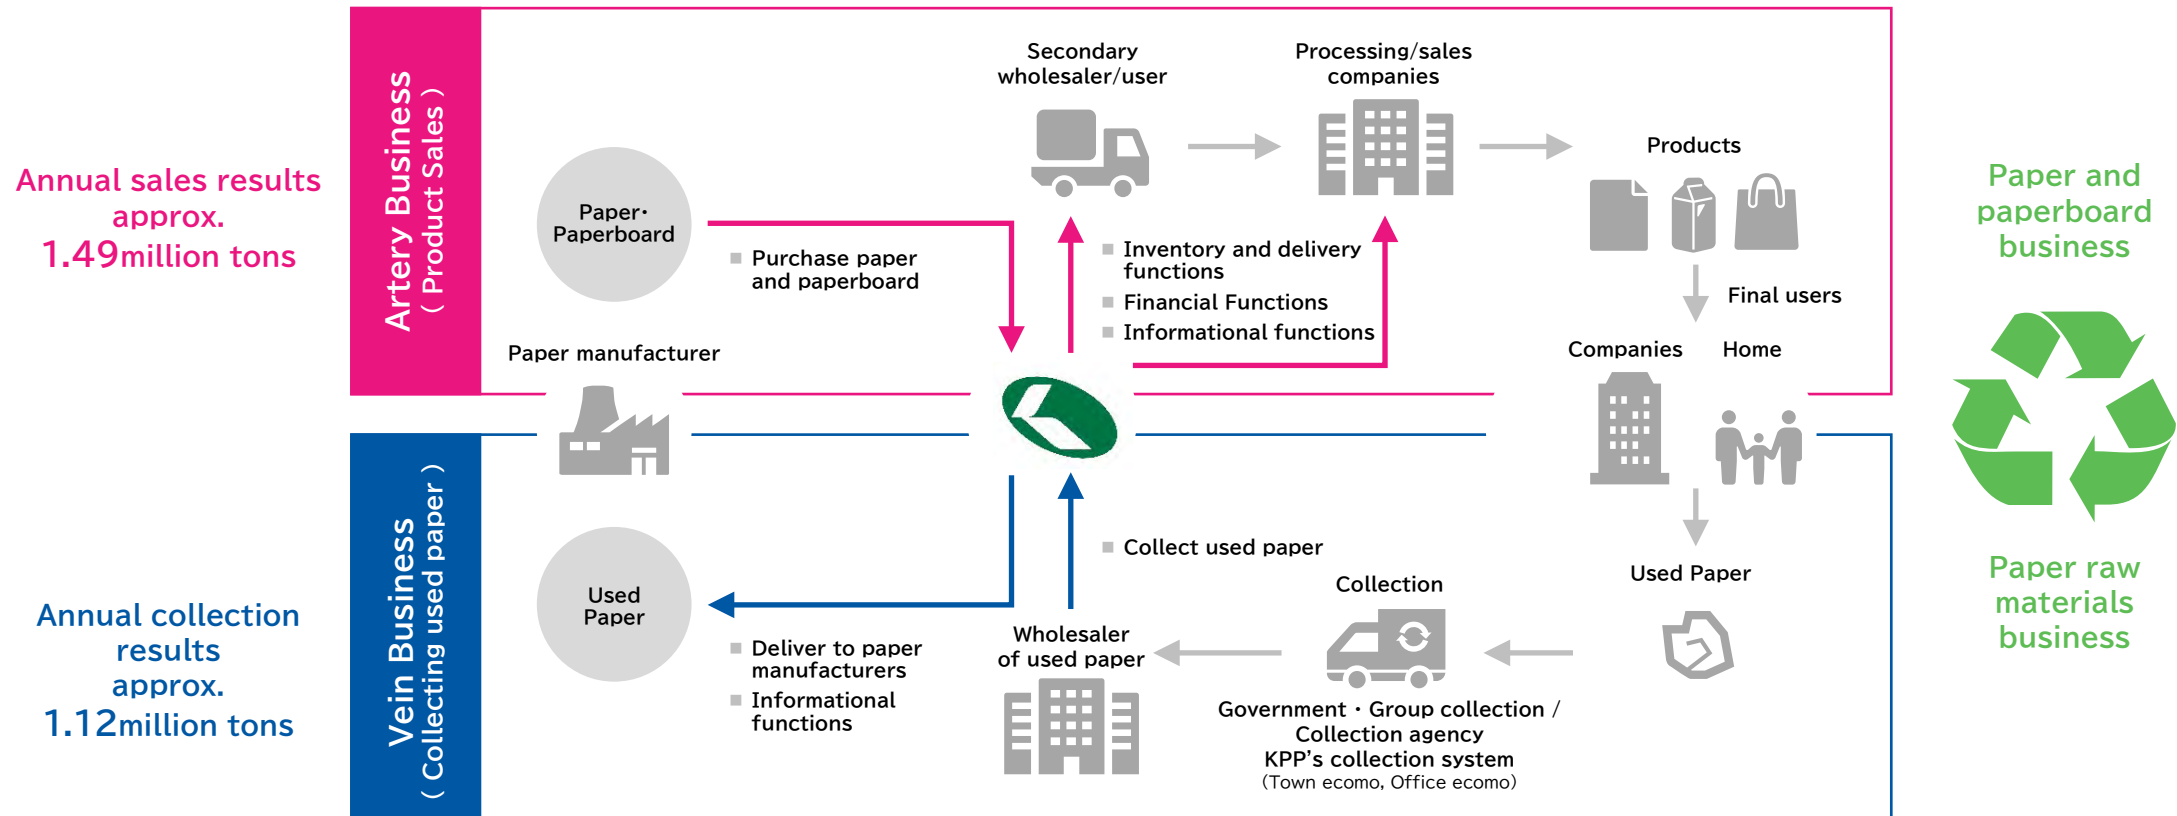 Annual sales results
approx.
1.49million tons
Artery Business
( Product Sales )
Paper・
Paperboard
Purchase paper
and paperboard
Paper manufacturer
Secondary
wholesaler/user
Processing/sales
companies
Inventory and delivery
functions
Financial Functions
Informational functions
Products
Final users
Companies
Home
Paper and
paperboard
business
Annual collection
results
approx.
1.12million tons
Vein Business
( Collecting used paper )
Used
Paper
Deliver to paper
manufacturers
Informational
functions
Collect used paper
Wholesaler
of used paper
Collection
Government・Group collection /
Collection agency
KPP’s collection system
(Town ecomo, Office ecomo)
Used Paper
Paper raw
materials
business